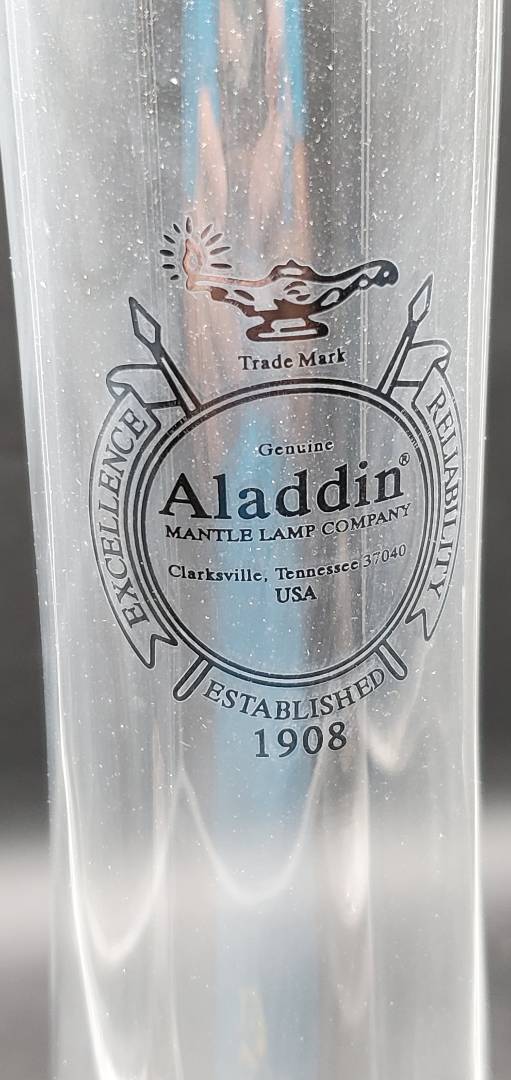 Trade Mark
EXCELLENCE
RELIABILITY
Genuine
Aladdin®
MANTLE LAMP COMPANY
Clarksville, Tennessee 37040
USA
ESTABLISHED
1908